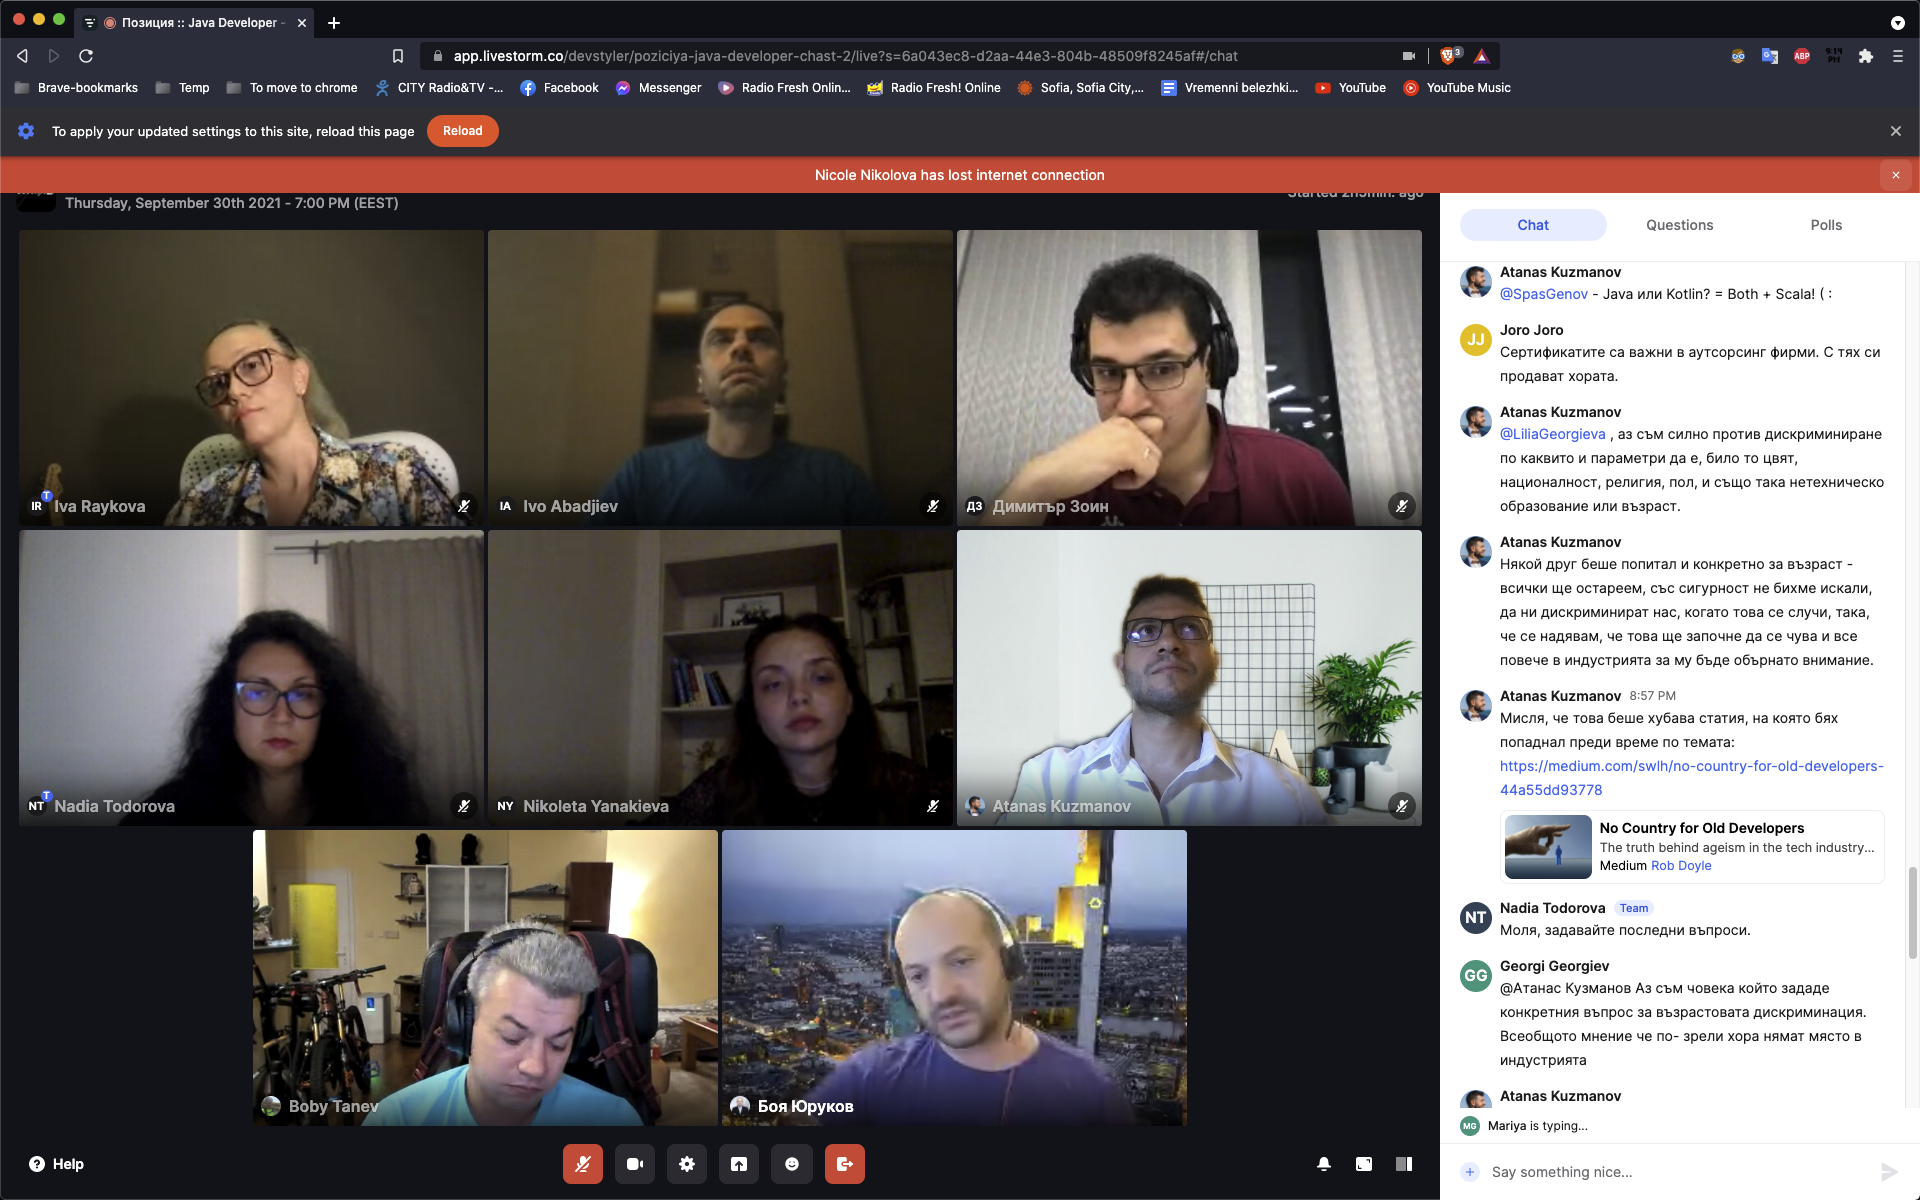 Позиция :: Java Developer -
app.livestorm.co/devstyler/poziciya-java-developer-chast-2/live?s=6a043ec8-d2aa-44e3-804b-48509f8245af#/chat
3
ABP
9:14 PM
Brave-bookmarks
Temp
To move to chrome
CITY Radio&TV -...
Facebook
Messenger
Radio Fresh Onlin...
Radio Fresh! Online
Sofia, Sofia City,...
Vremenni belezhki...
YouTube
YouTube Music
To apply your updated settings to this site, reload this page
Reload
Nicole Nikolova has lost internet connection
Thursday, September 30th 2021 - 7:00 PM (EEST)
Started 2h5min. ago
IR T Iva Raykova
IA Ivo Abadjiev
ДЗ Димитър Зоин
NT T Nadia Todorova
NY Nikoleta Yanakieva
Atanas Kuzmanov
Boby Tanev
Боя Юруков
Help
Chat
Questions
Polls
Atanas Kuzmanov
@SpasGenov - Java или Kotlin? = Both + Scala! ( :
JJ
Joro Joro
Сертификатите са важни в аутсорсинг фирми. С тях си
продават хората.
Atanas Kuzmanov
@LiliaGeorgieva , аз съм силно против дискриминиране
по каквито и параметри да е, било то цвят,
националност, религия, пол, и също така нетехническо
образование или възраст.
Atanas Kuzmanov
Някой друг беше попитал и конкретно за възраст -
всички ще остареем, със сигурност не бихме искали,
да ни дискриминират нас, когато това се случи, така,
че се надявам, че това ще започне да се чува и все
повече в индустрията за му бъде обърнато внимание.
Atanas Kuzmanov 8:57 PM
Мисля, че това беше хубава статия, на която бях
попаднал преди време по темата:
https://medium.com/swlh/no-country-for-old-developers-
44a55dd93778
No Country for Old Developers
The truth behind ageism in the tech industry...
Medium Rob Doyle
NT
Nadia Todorova Team
Моля, задавайте последни въпроси.
GG
Georgi Georgiev
@Атанас Кузманов Аз съм човека който зададе
конкретния въпрос за възрастовата дискриминация.
Всеобщото мнение че по- зрели хора нямат място в
индустрията
Atanas Kuzmanov
MG Mariya is typing...
Say something nice...